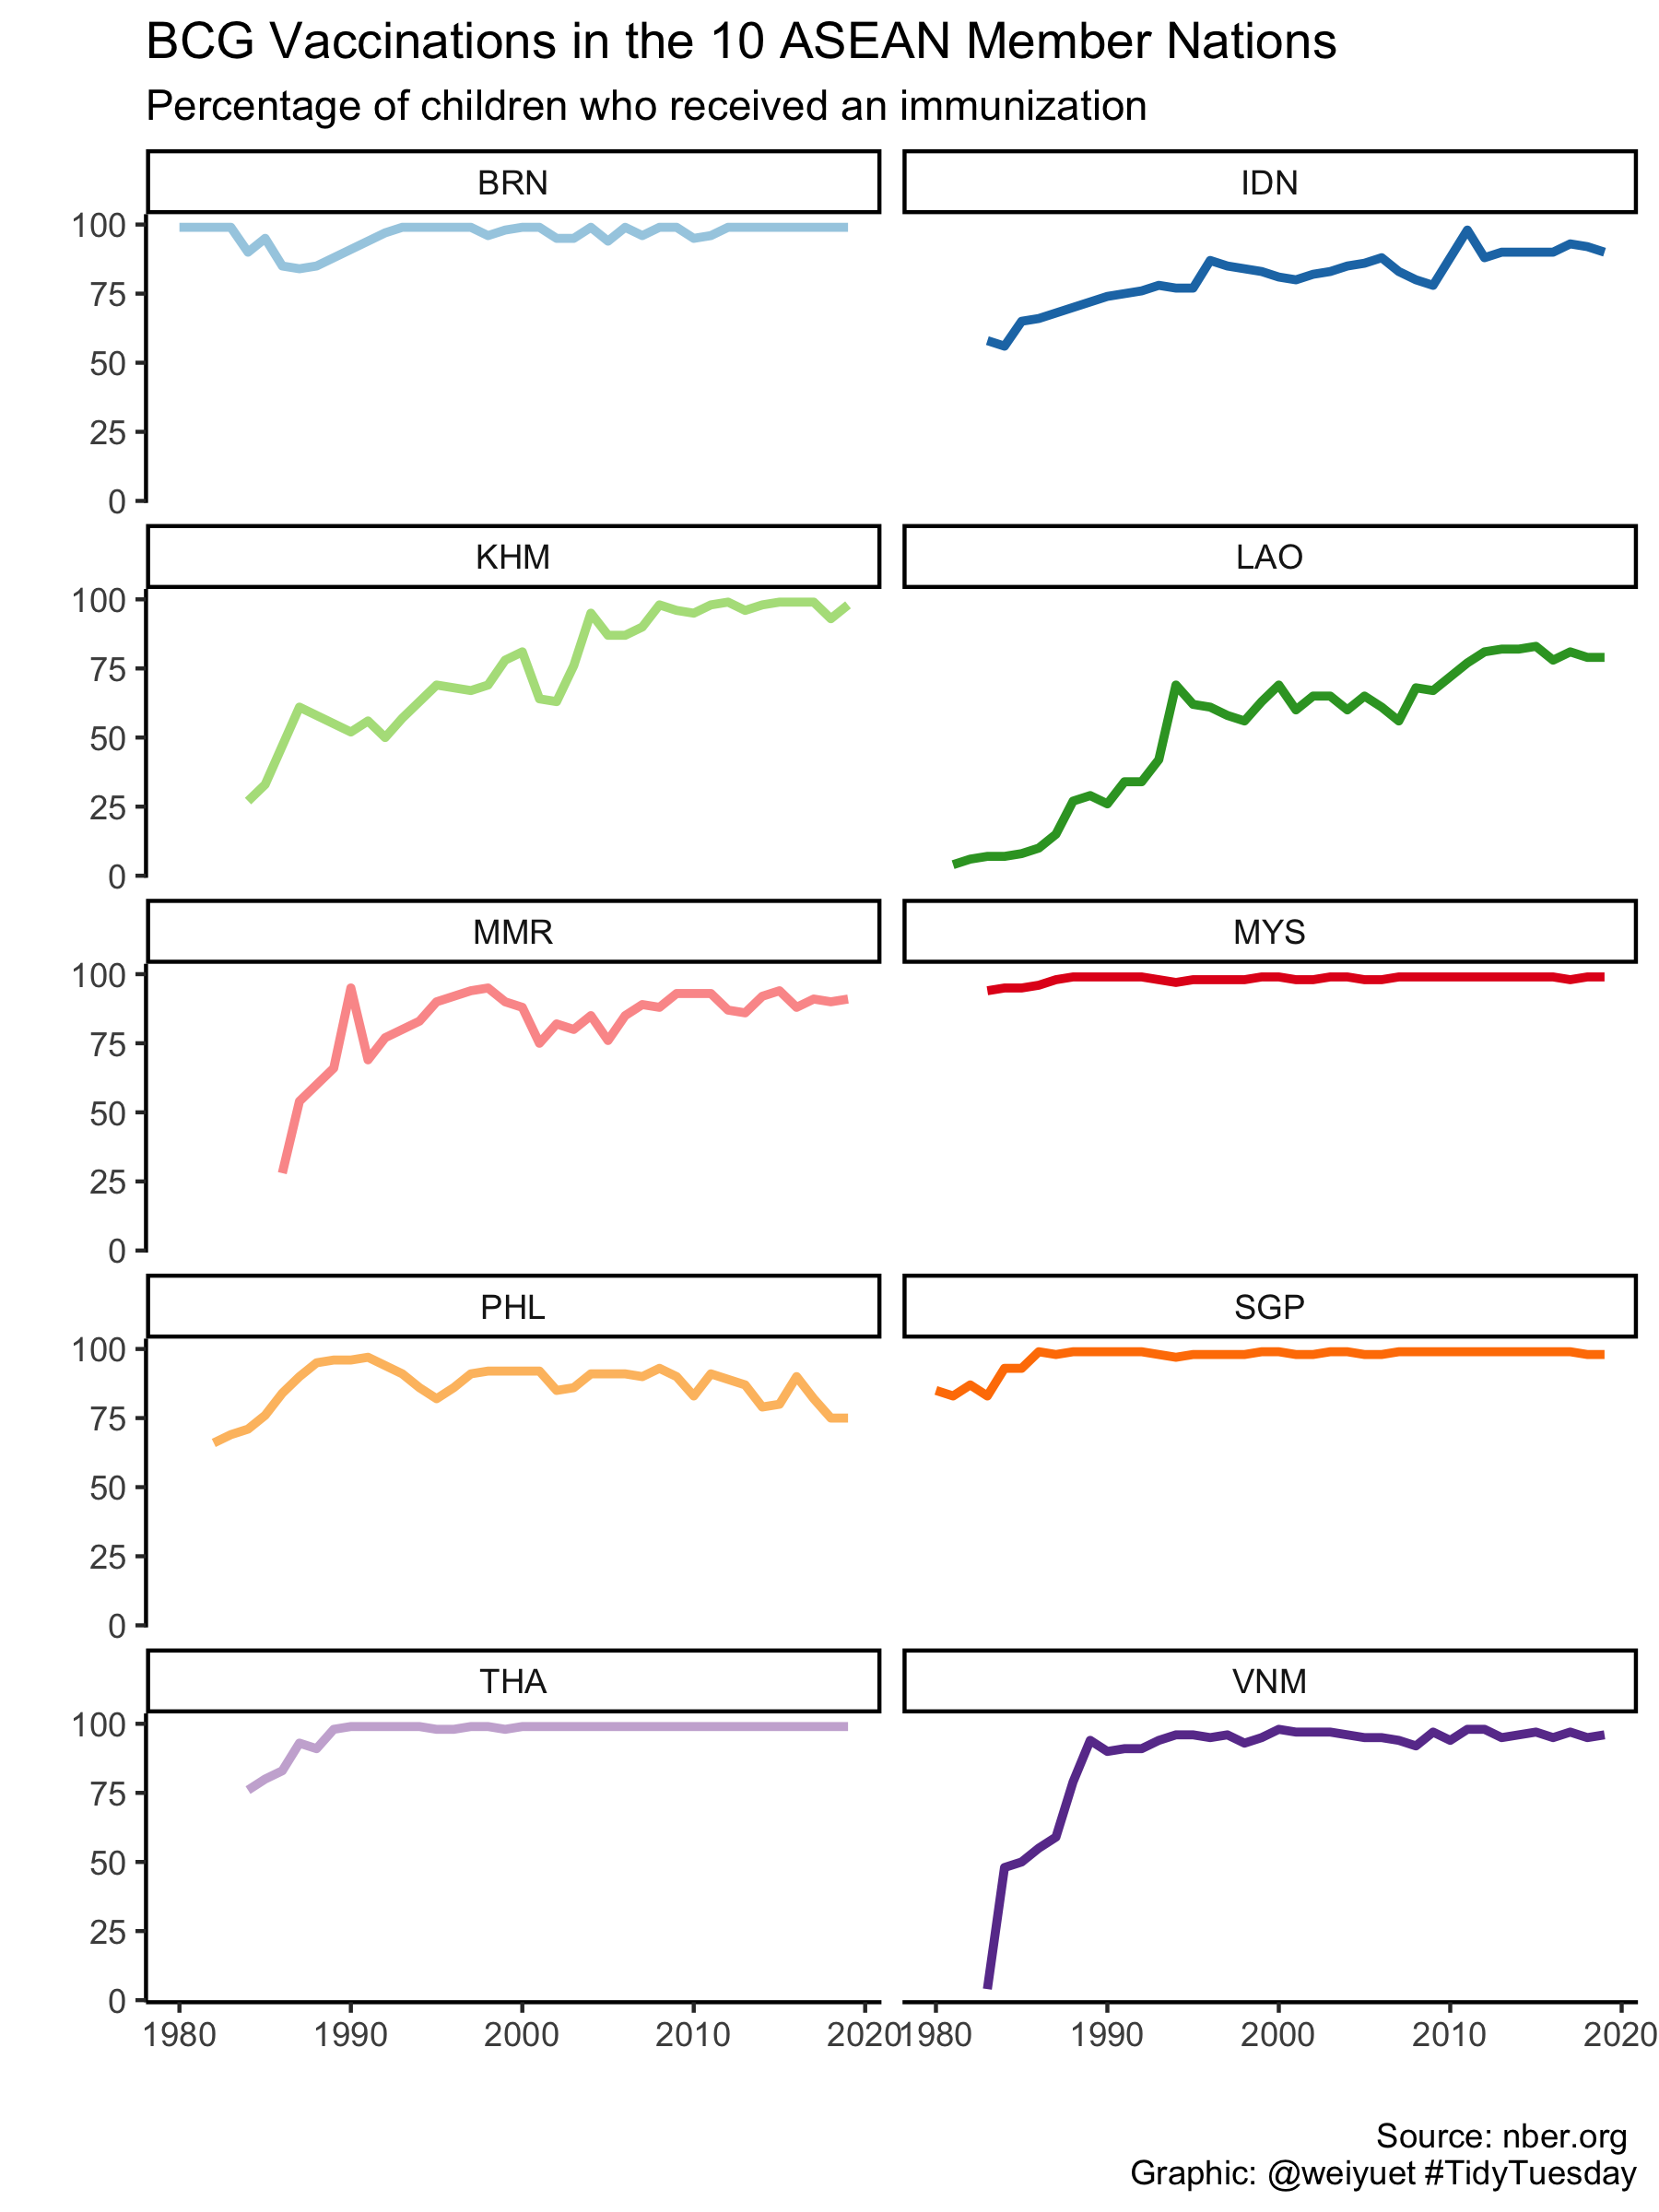 BCG Vaccinations in the 10 ASEAN Member Nations
Percentage of children who received an immunization
BRN
IDN
100
75
50
25
0
KHM
LAO
100
75
50
25
0
MMR
MYS
100
75
50
25
0
PHL
SGP
100
75
50
25
0
THA
VNM
100
75
50
25
0
1980 1990 2000 2010 2020 1980 1990 2000 2010 2020
Source: nber.org
Graphic: @weiyuet #TidyTuesday